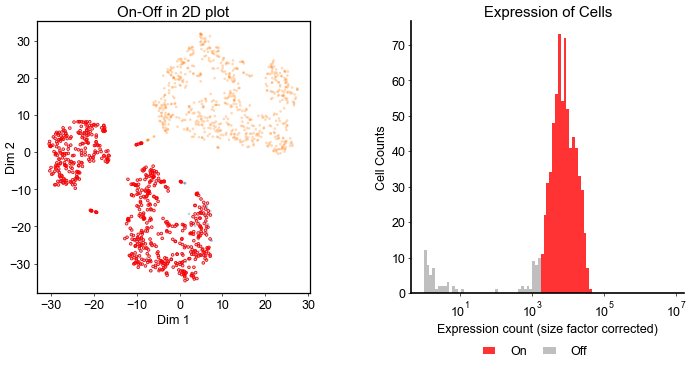 On-Off in 2D plot
Dim 2
30
20
10
0
−10
−20
−30
−30 −20 −10 0 10 20 30
Dim 1
Expression of Cells
Cell Counts
70
60
50
40
30
20
10
0
10^1 10^3 10^5 10^7
Expression count (size factor corrected)
On Off